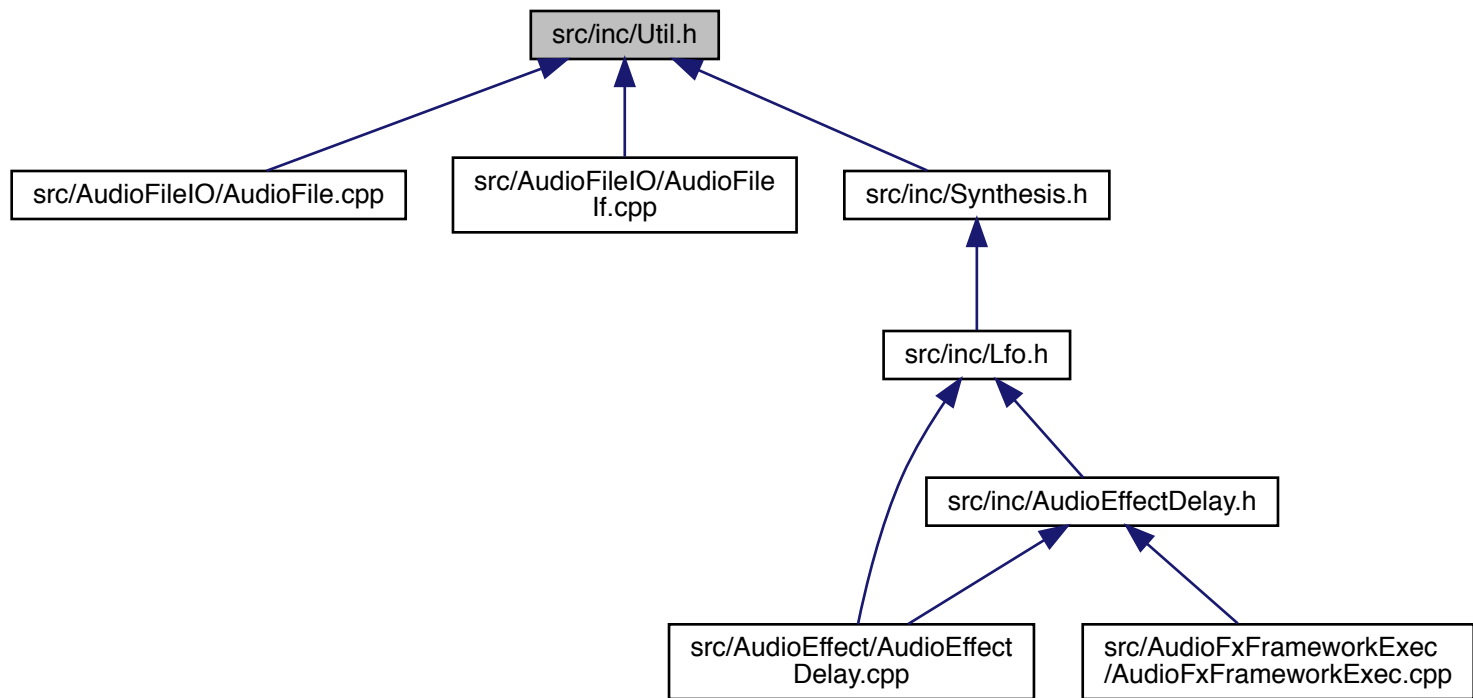 src/inc/Util.h
src/AudioFileIO/AudioFile.cpp
src/AudioFileIO/AudioFile
If.cpp
src/inc/Synthesis.h
src/inc/Lfo.h
src/inc/AudioEffectDelay.h
src/AudioEffect/AudioEffect
Delay.cpp
src/AudioFxFrameworkExec
/AudioFxFrameworkExec.cpp